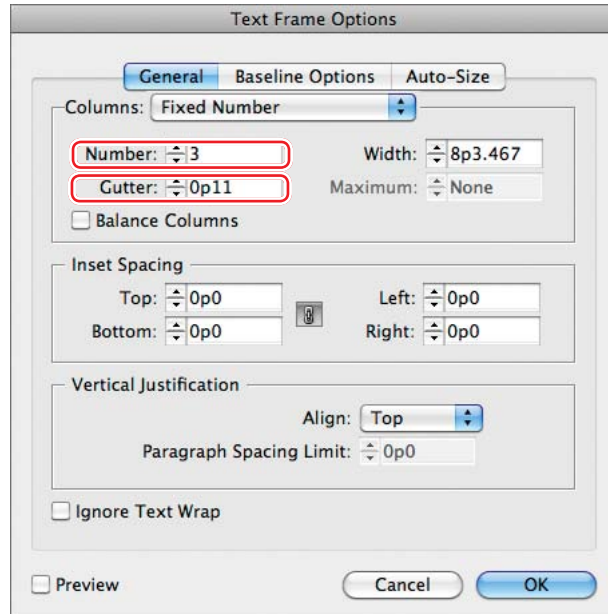 Text Frame Options
General Baseline Options Auto-Size
Columns: Fixed Number
Number: 3 Width: 8p3.467
Gutter: 0p11 Maximum: None
Balance Columns
Inset Spacing
Top: 0p0 Left: 0p0
Bottom: 0p0 Right: 0p0
Vertical Justification
Align: Top
Paragraph Spacing Limit: 0p0
Ignore Text Wrap
Preview Cancel OK